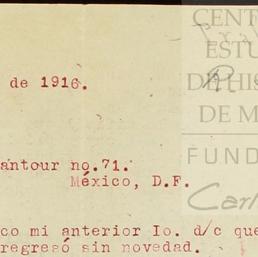 CENT
ESTU
DE HIS
DE M
FUND
Carl
de 1916.
antour no.71.
México, D.F.
co mi anterior Io. d/c que
regresó sin novedad.